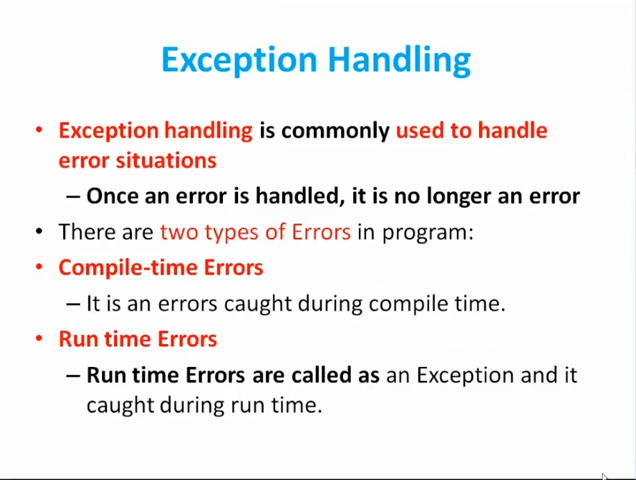 Exception Handling
• Exception handling is commonly used to handle
error situations
– Once an error is handled, it is no longer an error
• There are two types of Errors in program:
• Compile-time Errors
– It is an errors caught during compile time.
• Run time Errors
– Run time Errors are called as an Exception and it
caught during run time.